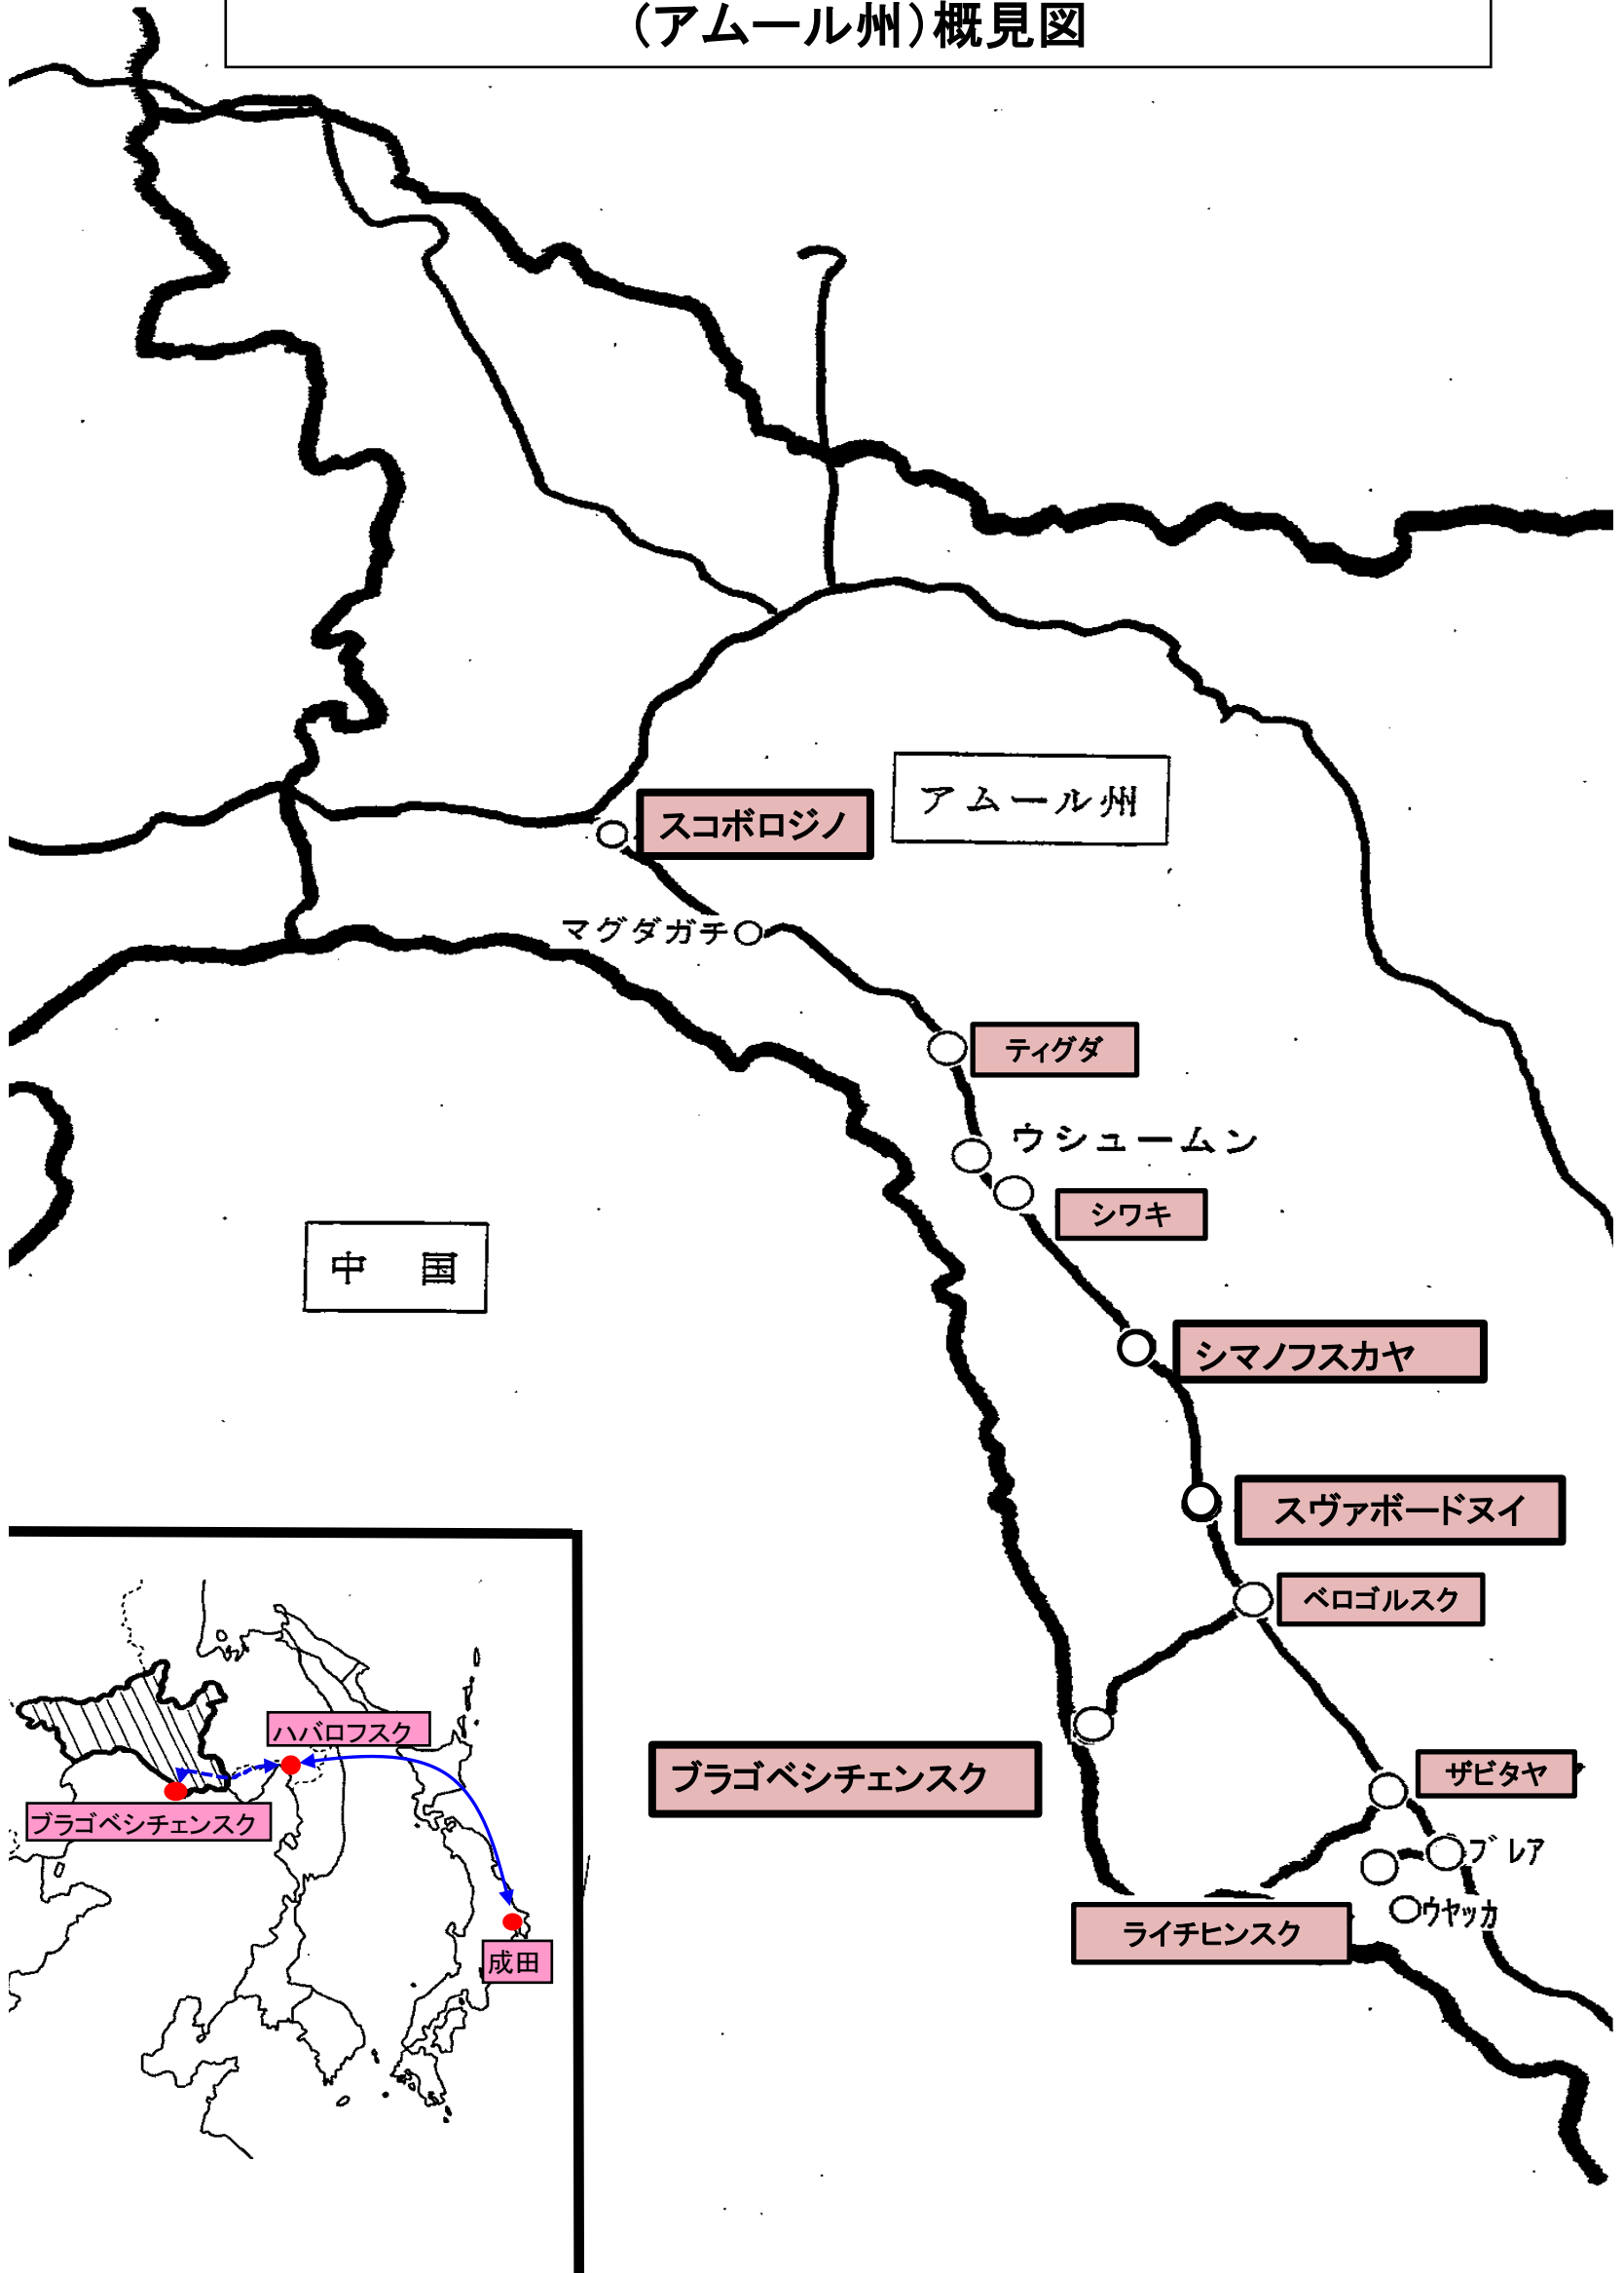 （アムール州）概見図
アムール州
スコボロジノ
マグダガチ
ティグダ
ウシュームン
シワキ
中 国
シマノフスカヤ
スヴァボードヌイ
ベロゴルスク
ハバロフスク
ブラゴベシチェンスク
ザビタヤ
ブラゴベシチェンスク
ブレア
ウヤッカ
ライチヒンスク
成田